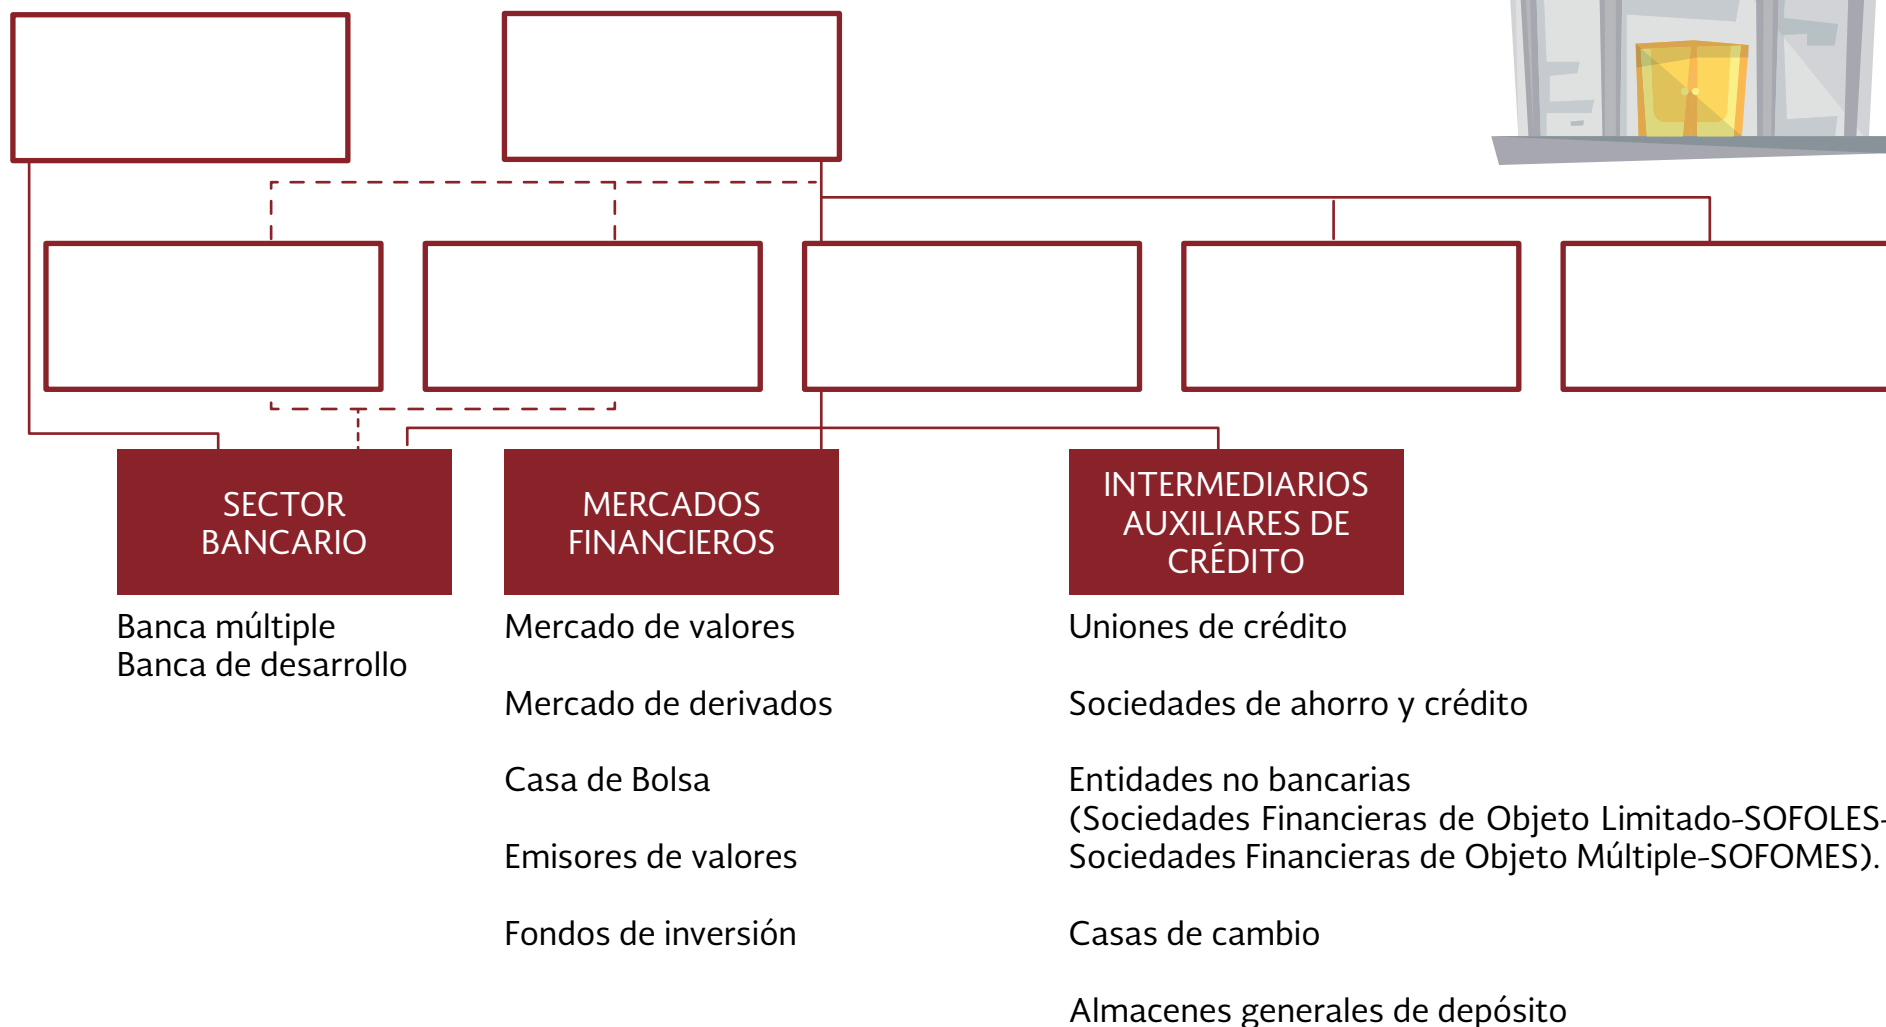 SECTOR
BANCARIO
Banca múltiple
Banca de desarrollo
MERCADOS
FINANCIEROS
Mercado de valores
Mercado de derivados
Casa de Bolsa
Emisores de valores
Fondos de inversión
INTERMEDIARIOS
AUXILIARES DE
CRÉDITO
Uniones de crédito
Sociedades de ahorro y crédito
Entidades no bancarias
(Sociedades Financieras de Objeto Limitado-SOFOLES-
Sociedades Financieras de Objeto Múltiple-SOFOMES).
Casas de cambio
Almacenes generales de depósito